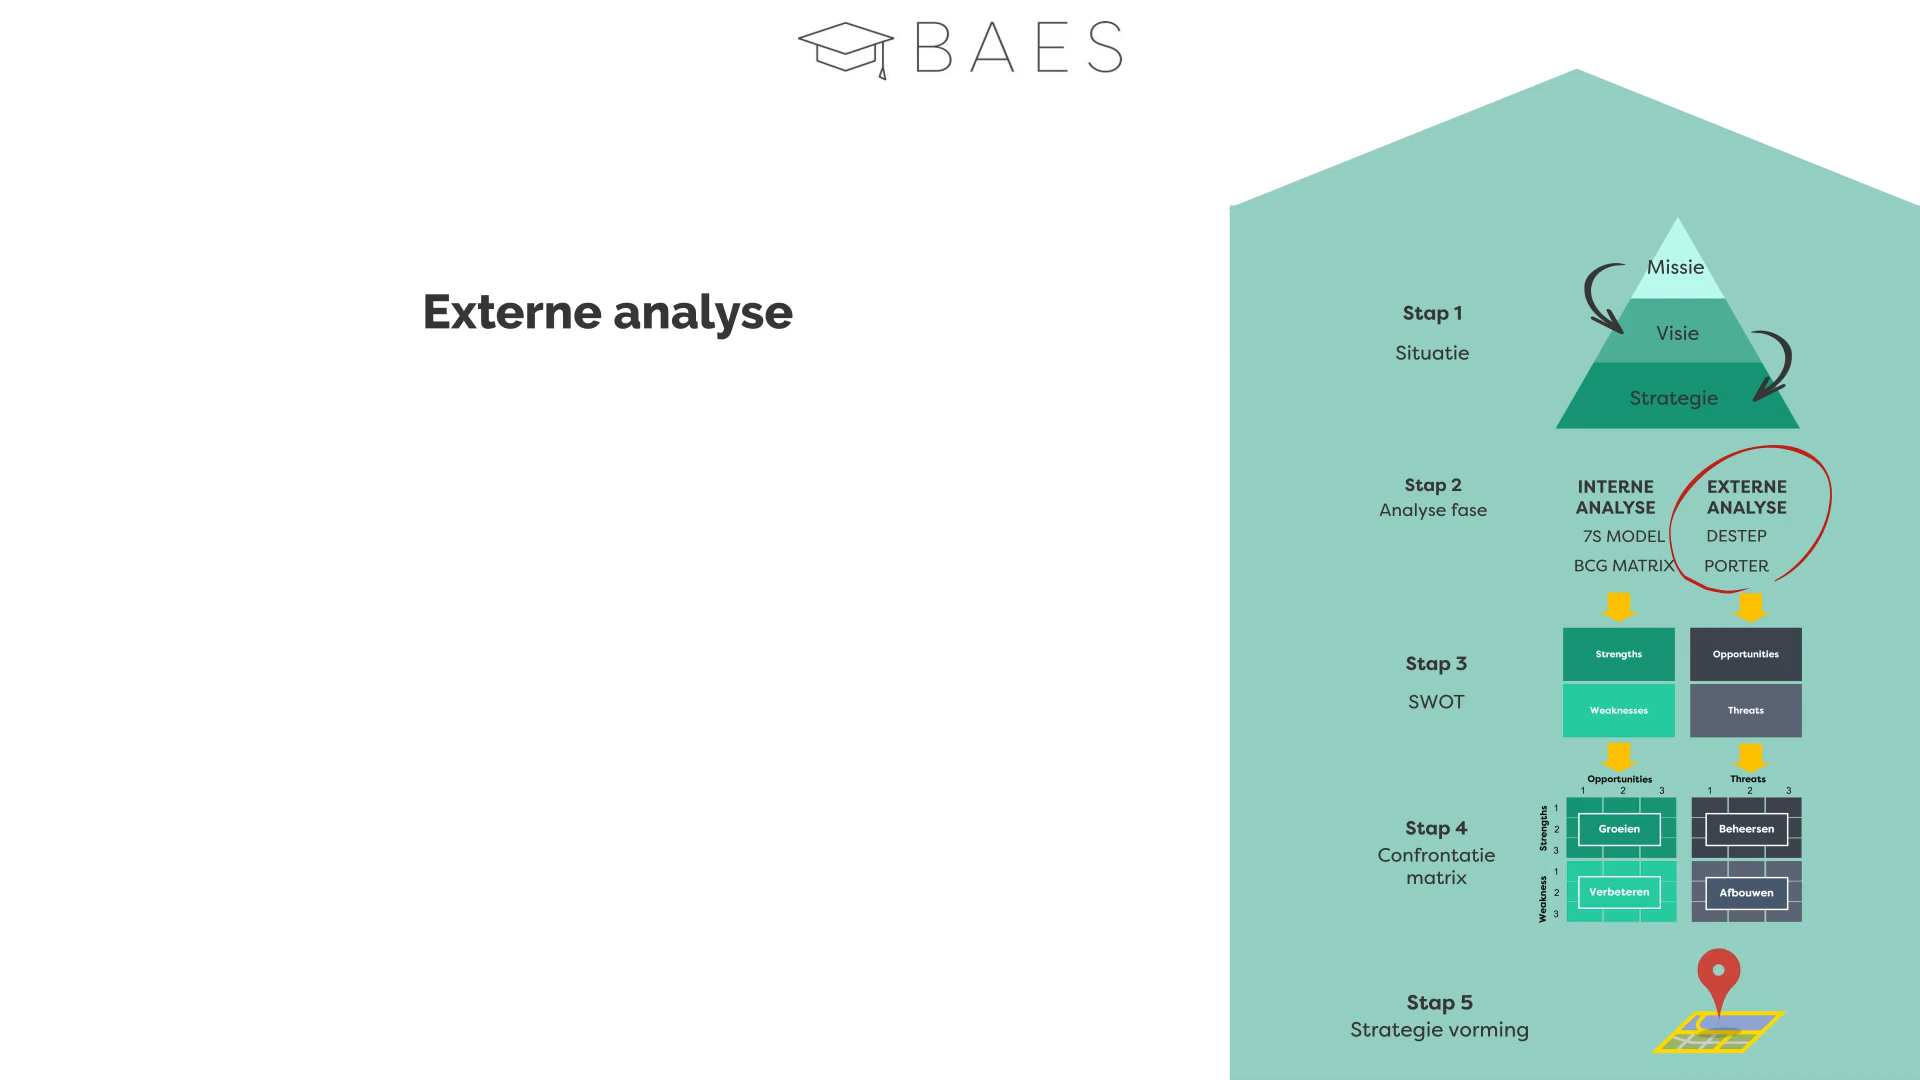 BAES
Externe analyse
Stap 1
Situatie
Missie
Visie
Strategie
Stap 2
Analyse fase
INTERNE
ANALYSE
7S MODEL
BCG MATRIX
EXTERNE
ANALYSE
DESTEP
PORTER
Stap 3
SWOT
Strengths
Opportunities
Weaknesses
Threats
Stap 4
Confrontatie
matrix
Opportunities
1 2 3
Threats
1 2 3
Strengths
1
2
3
Groeien
Beheersen
Weakness
1
2
3
Verbeteren
Afbouwen
Stap 5
Strategie vorming